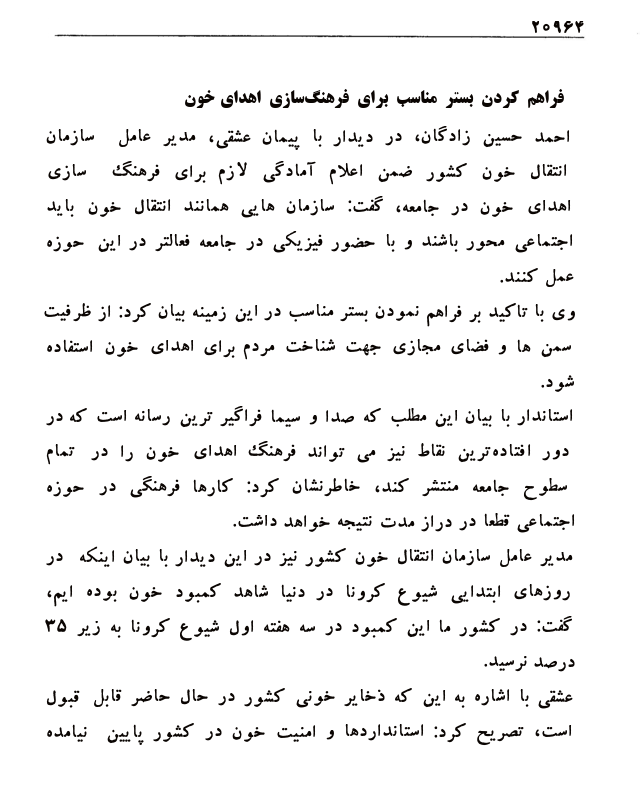 ۲۰۹۶۴
فراهم کردن بستر مناسب برای فرهنگ‌سازی اهدای خون
احمد حسین زادگان، در دیدار با پیمان عشقی، مدیر عامل سازمان
انتقال خون کشور ضمن اعلام آمادگی لازم برای فرهنگ سازی
اهدای خون در جامعه، گفت: سازمان هایی همانند انتقال خون باید
اجتماعی محور باشند و با حضور فیزیکی در جامعه فعالتر در این حوزه
عمل کنند.
وی با تاکید بر فراهم نمودن بستر مناسب در این زمینه بیان کرد: از ظرفیت
سمن ها و فضای مجازی جهت شناخت مردم برای اهدای خون استفاده
شود.
استاندار با بیان این مطلب که صدا و سیما فراگیر ترین رسانه است که در
دور افتاده‌ترین نقاط نیز می تواند فرهنگ اهدای خون را در تمام
سطوح جامعه منتشر کند، خاطرنشان کرد: کارها فرهنگی در حوزه
اجتماعی قطعا در دراز مدت نتیجه خواهد داشت.
مدیر عامل سازمان انتقال خون کشور نیز در این دیدار با بیان اینکه در
روزهای ابتدایی شیوع کرونا در دنیا شاهد کمبود خون بوده ایم،
گفت: در کشور ما این کمبود در سه هفته اول شیوع کرونا به زیر ۳۵
درصد نرسید.
عشقی با اشاره به این که ذخایر خونی کشور در حال حاضر قابل قبول
است، تصریح کرد: استانداردها و امنیت خون در کشور پایین نیامده